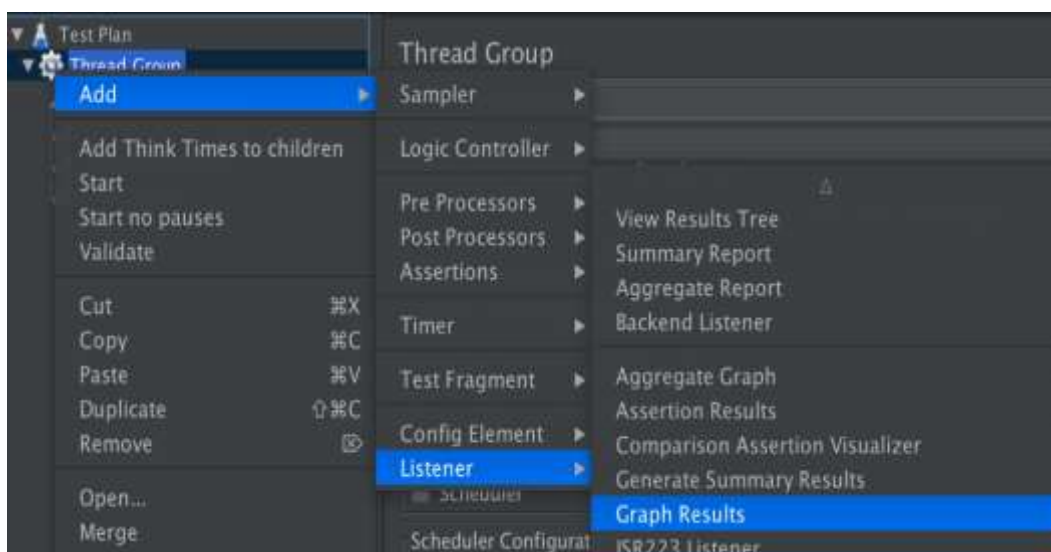 Test Plan
Thread Group
Add
Add Think Times to children
Start
Start no pauses
Validate
Cut ⌘X
Copy ⌘C
Paste ⌘V
Duplicate ⇧⌘C
Remove ⌦
Open...
Merge
Thread Group
Sampler
Logic Controller
Pre Processors
Post Processors
Assertions
Timer
Test Fragment
Config Element
Listener
Scheduler
Scheduler Configurat
View Results Tree
Summary Report
Aggregate Report
Backend Listener
Aggregate Graph
Assertion Results
Comparison Assertion Visualizer
Generate Summary Results
Graph Results
JSR223 Listener